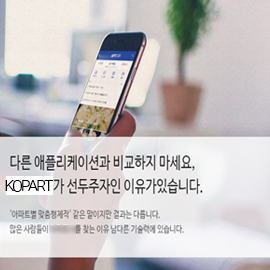 다른 애플리케이션과 비교하지 마세요,
KOPART가 선두주자인 이유가있습니다.
'아파트별 맞춤형제작' 같은 말이지만 결과는 다릅니다.
많은 사람들이 를 찾는 이유 남다른 기술력에 있습니다.